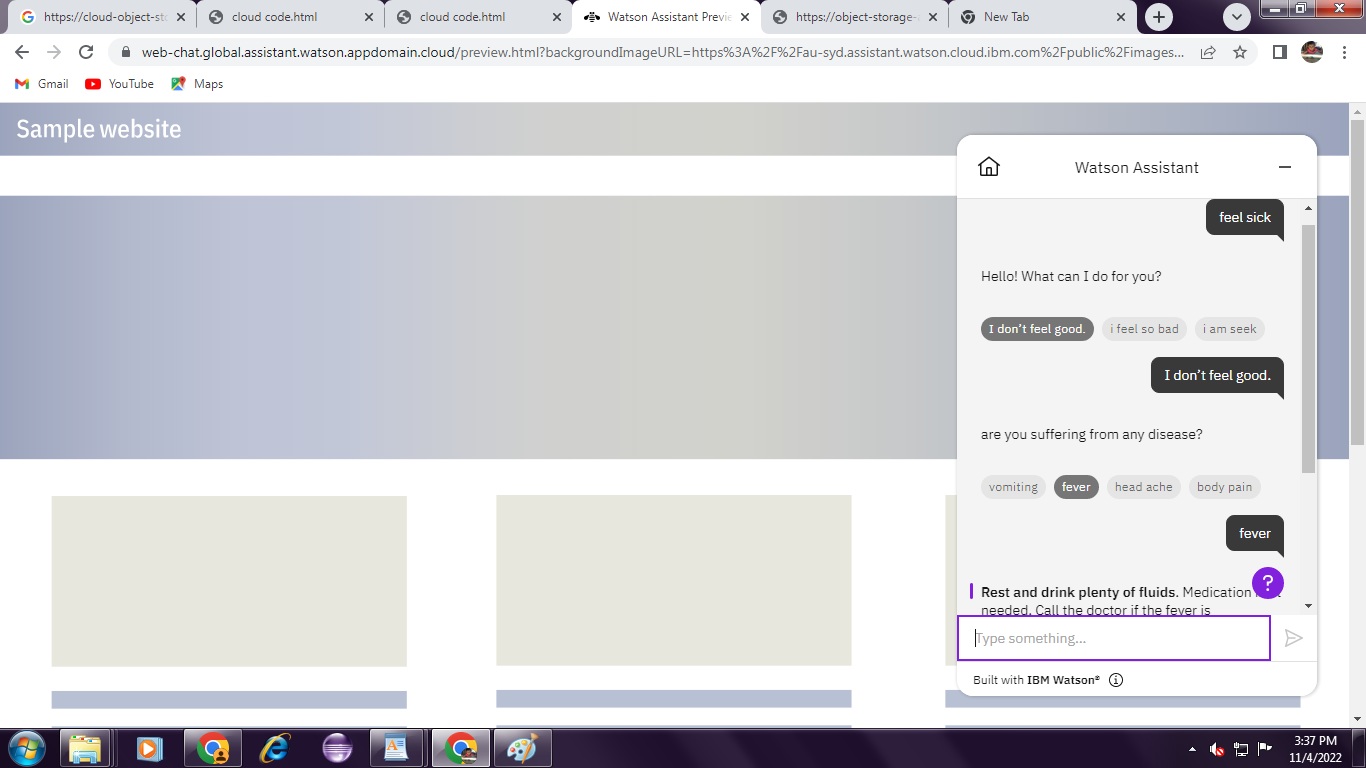 https://cloud-object-sto
cloud code.html
cloud code.html
Watson Assistant Previe
https://object-storage-
New Tab
web-chat.global.assistant.watson.appdomain.cloud/preview.html?backgroundImageURL=https%3A%2F%2Fau-syd.assistant.watson.cloud.ibm.com%2Fpublic%2Fimages...
Gmail
YouTube
Maps
Sample website
Watson Assistant
feel sick
Hello! What can I do for you?
I don't feel good. i feel so bad i am seek
I don't feel good.
are you suffering from any disease?
vomiting fever head ache body pain
fever
Rest and drink plenty of fluids. Medication
needed. Call the doctor if the fever is
?
Type something...
Built with IBM Watson®
3:37 PM
11/4/2022